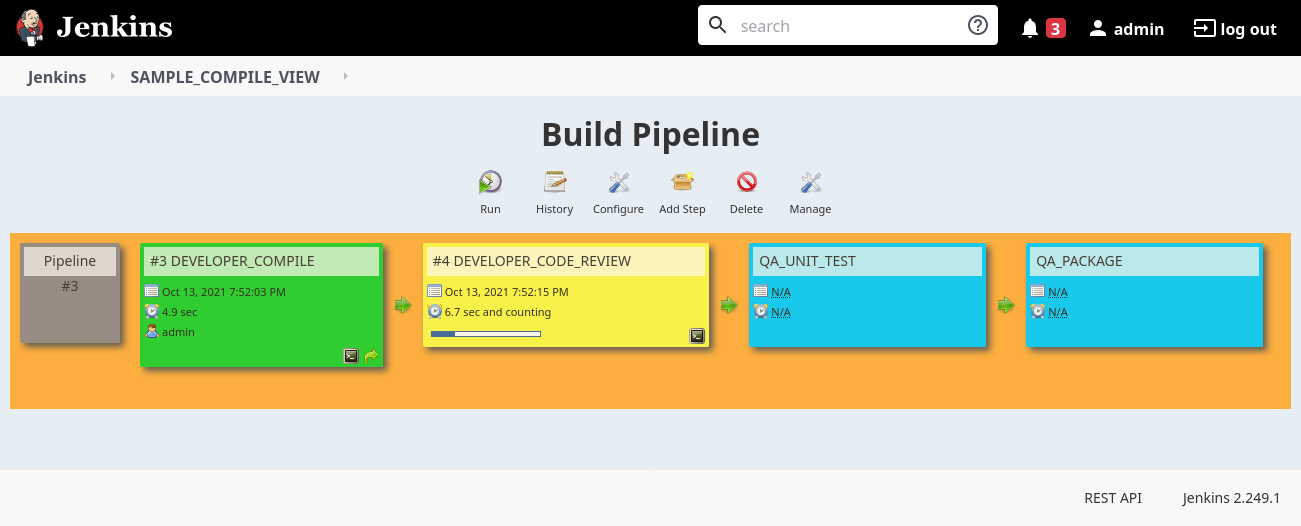 Jenkins
search
3
admin
log out
Jenkins
SAMPLE_COMPILE_VIEW
Build Pipeline
Run
History
Configure
Add Step
Delete
Manage
Pipeline
#3
#3 DEVELOPER_COMPILE
Oct 13, 2021 7:52:03 PM
4.9 sec
admin
#4 DEVELOPER_CODE_REVIEW
Oct 13, 2021 7:52:15 PM
6.7 sec and counting
QA_UNIT_TEST
N/A
N/A
QA_PACKAGE
N/A
N/A
REST API
Jenkins 2.249.1